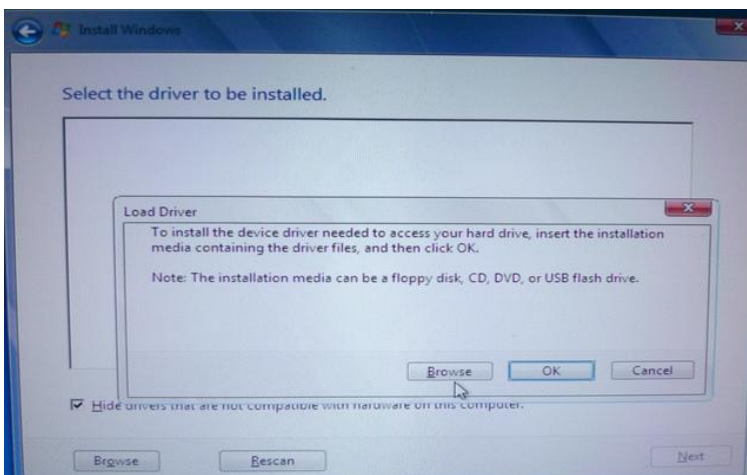 Install Windows
Select the driver to be installed.
Load Driver
To install the device driver needed to access your hard drive, insert the installation
media containing the driver files, and then click OK.
Note: The installation media can be a floppy disk, CD, DVD, or USB flash drive.
Browse OK Cancel
Hide drivers that are not compatible with hardware on this computer.
Browse Rescan Next